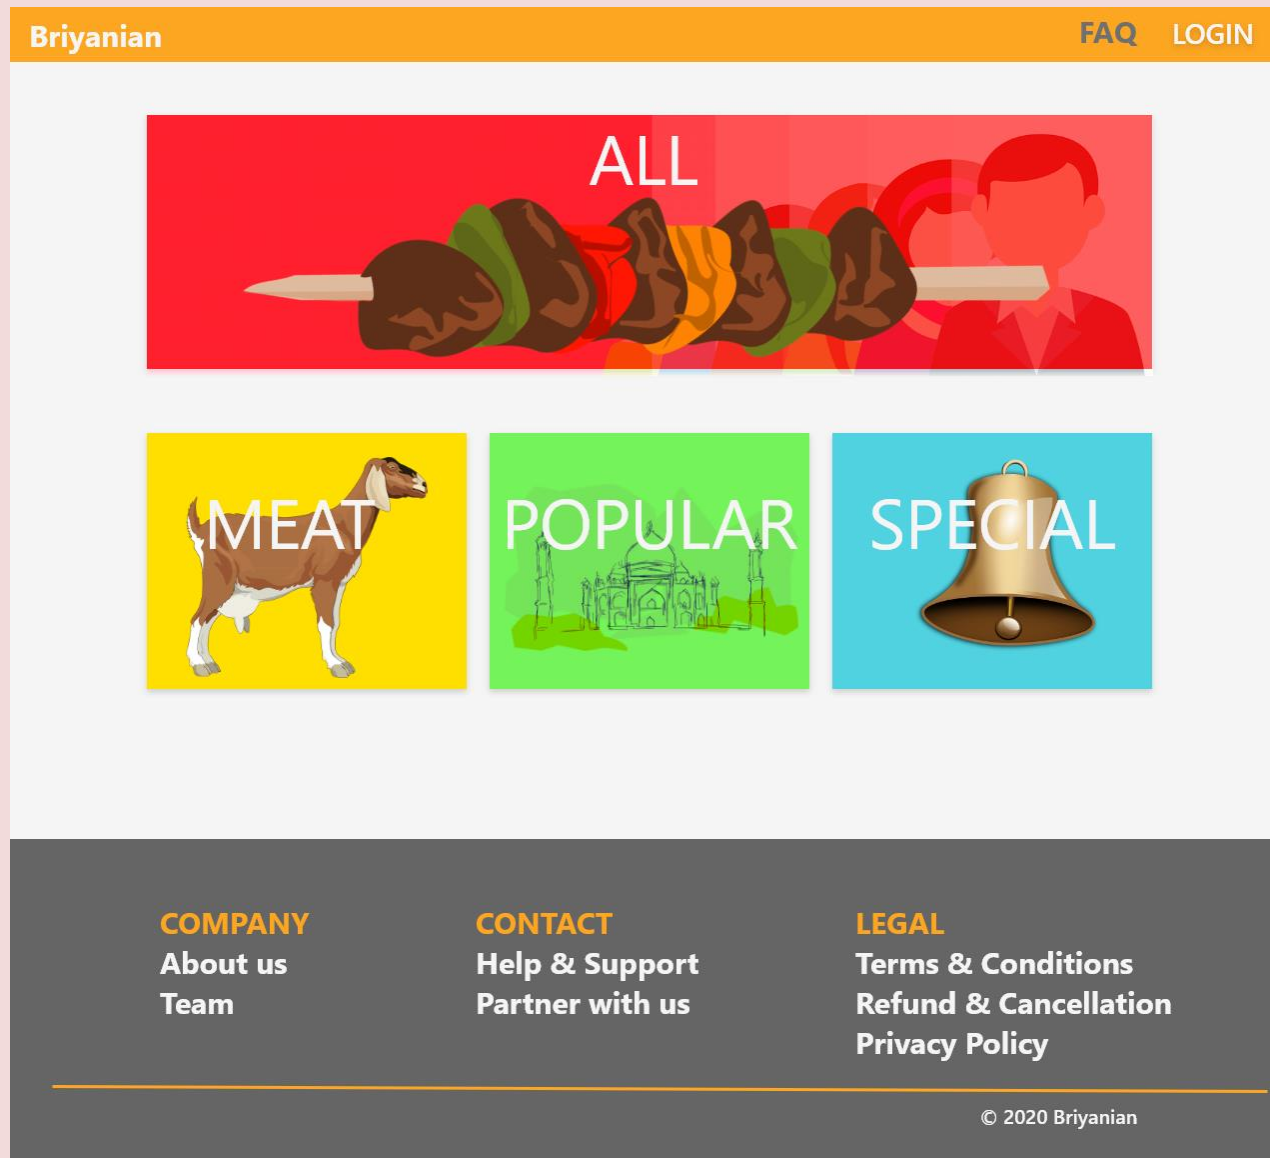 Briyanian
FAQ
LOGIN
ALL
MEAT
POPULAR
SPECIAL
COMPANY
About us
Team
CONTACT
Help & Support
Partner with us
LEGAL
Terms & Conditions
Refund & Cancellation
Privacy Policy
© 2020 Briyanian